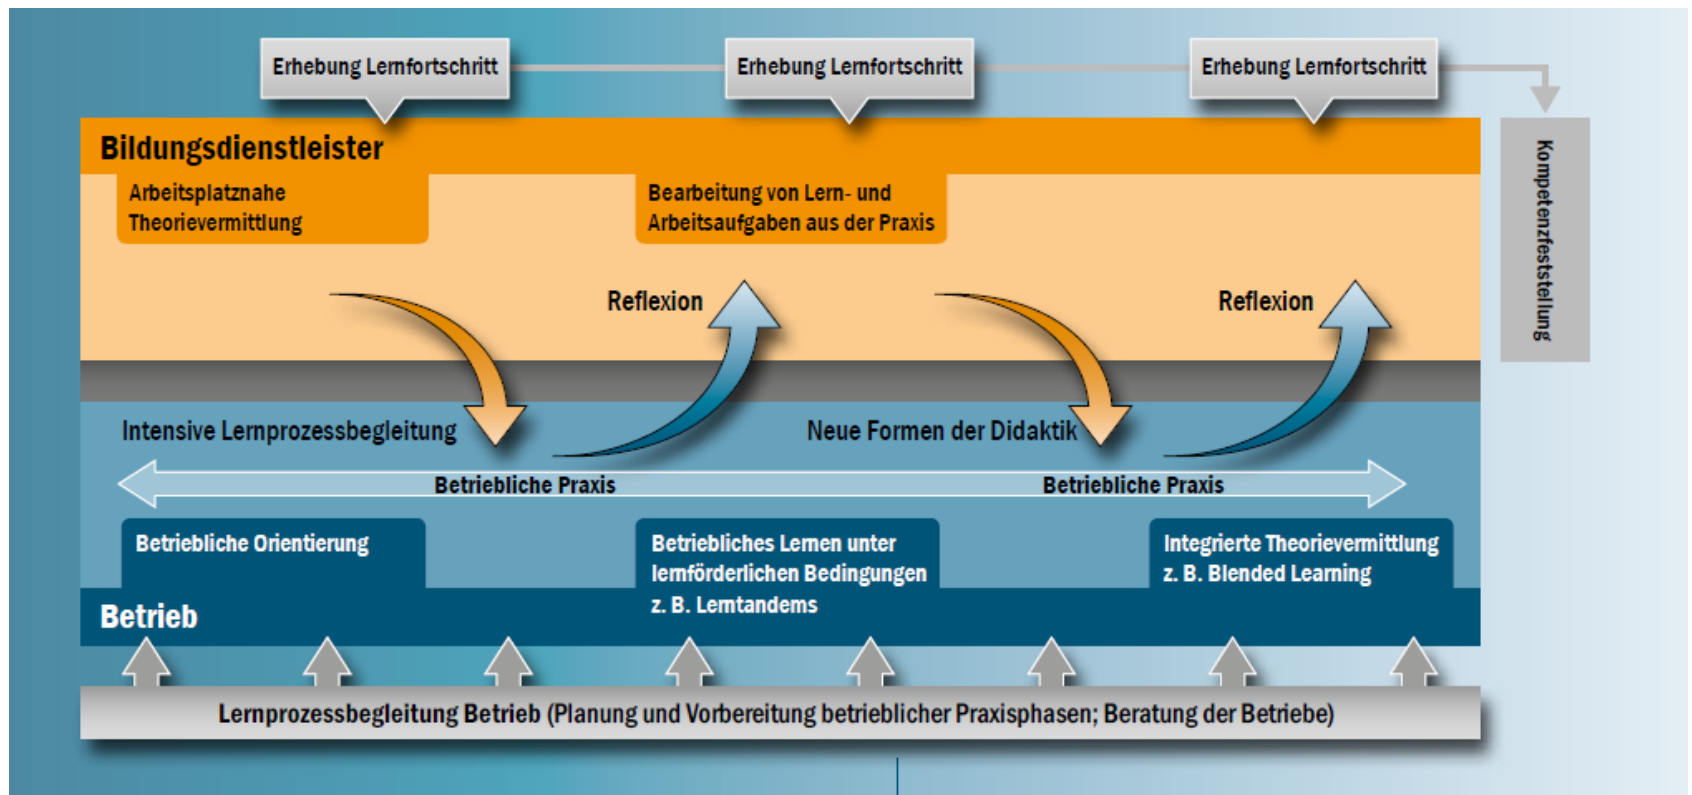 Erhebung Lernfortschritt
Erhebung Lernfortschritt
Erhebung Lernfortschritt
Kompetenzfeststellung
Bildungsdienstleister
Arbeitsplatznahe
Theorievermittlung
Bearbeitung von Lern- und
Arbeitsaufgaben aus der Praxis
Reflexion
Reflexion
Intensive Lernprozessbegleitung
Neue Formen der Didaktik
Betriebliche Praxis
Betriebliche Praxis
Betriebliche Orientierung
Betriebliches Lernen unter
lernförderlichen Bedingungen
z. B. Lerntandems
Integrierte Theorievermittlung
z. B. Blended Learning
Betrieb
Lernprozessbegleitung Betrieb (Planung und Vorbereitung betrieblicher Praxisphasen; Beratung der Betriebe)